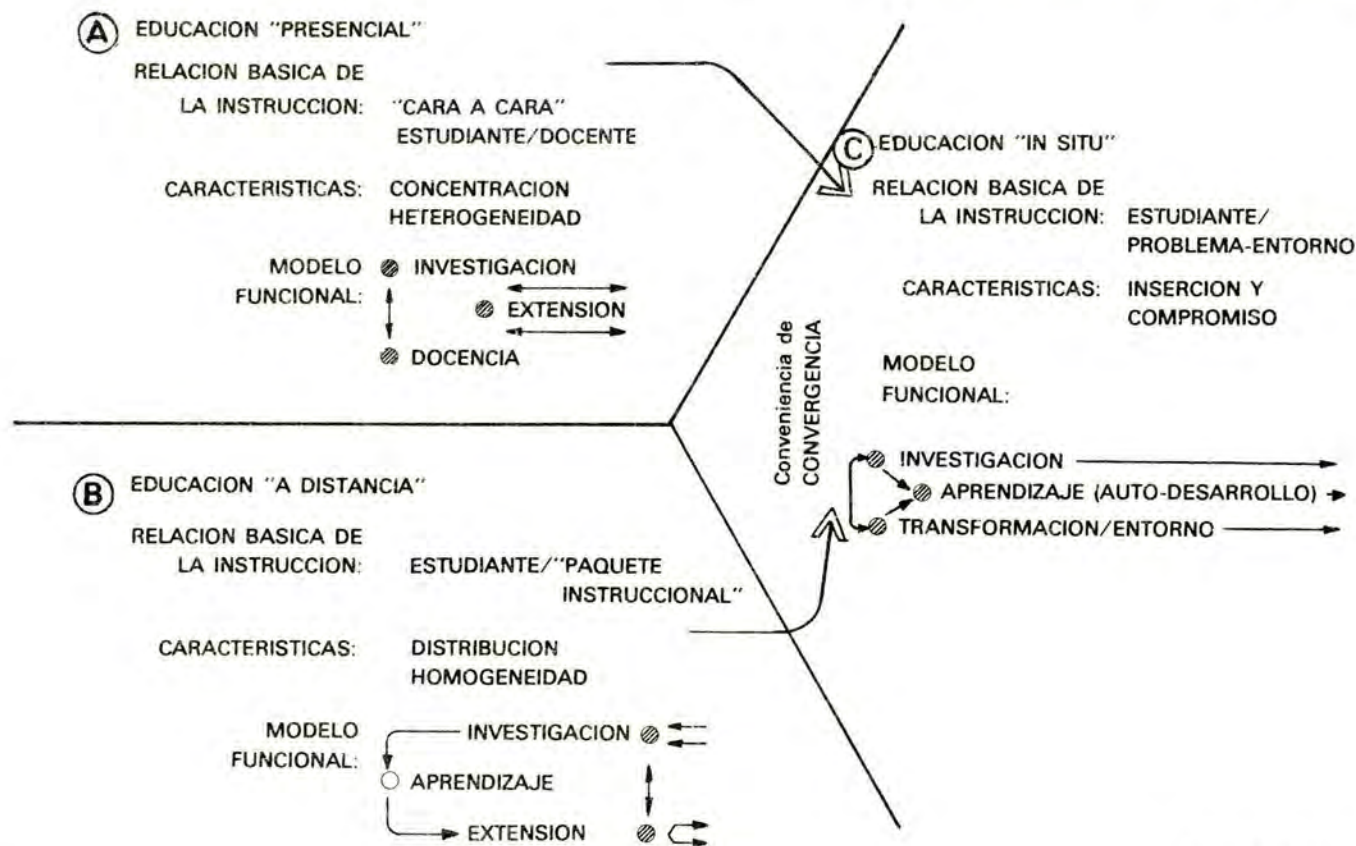 A EDUCACION "PRESENCIAL"
RELACION BASICA DE
LA INSTRUCCION: "CARA A CARA"
ESTUDIANTE/DOCENTE
CARACTERISTICAS: CONCENTRACION
HETEROGENEIDAD
MODELO INVESTIGACION
FUNCIONAL: EXTENSION
DOCENCIA
B EDUCACION "A DISTANCIA"
RELACION BASICA DE
LA INSTRUCCION: ESTUDIANTE/"PAQUETE
INSTRUCCIONAL"
CARACTERISTICAS: DISTRIBUCION
HOMOGENEIDAD
MODELO INVESTIGACION
FUNCIONAL:
APRENDIZAJE
EXTENSION
Conveniencia de
CONVERGENCIA
C EDUCACION "IN SITU"
RELACION BASICA DE
LA INSTRUCCION: ESTUDIANTE/
PROBLEMA-ENTORNO
CARACTERISTICAS: INSERCION Y
COMPROMISO
MODELO
FUNCIONAL:
INVESTIGACION
APRENDIZAJE (AUTO-DESARROLLO)
TRANSFORMACION/ENTORNO